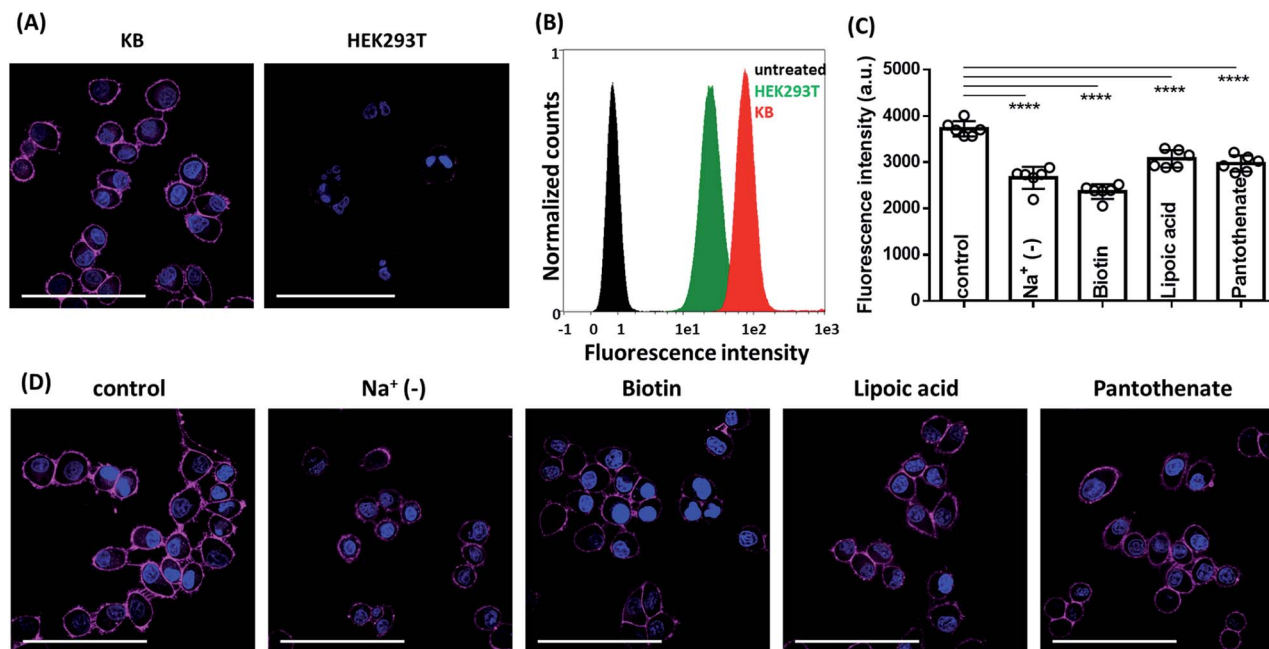 (A)
KB HEK293T
(B)
1
untreated
HEK293T
KB
Normalized counts
0
-1 0 1 1e1 1e2 1e3
Fluorescence intensity
(C)
5000
4000
3000
2000
1000
0
Fluorescence intensity (a.u.)
**** **** **** ****
control
Na⁺ (-)
Biotin
Lipoic acid
Pantothenate
(D)
control Na⁺ (-) Biotin Lipoic acid Pantothenate